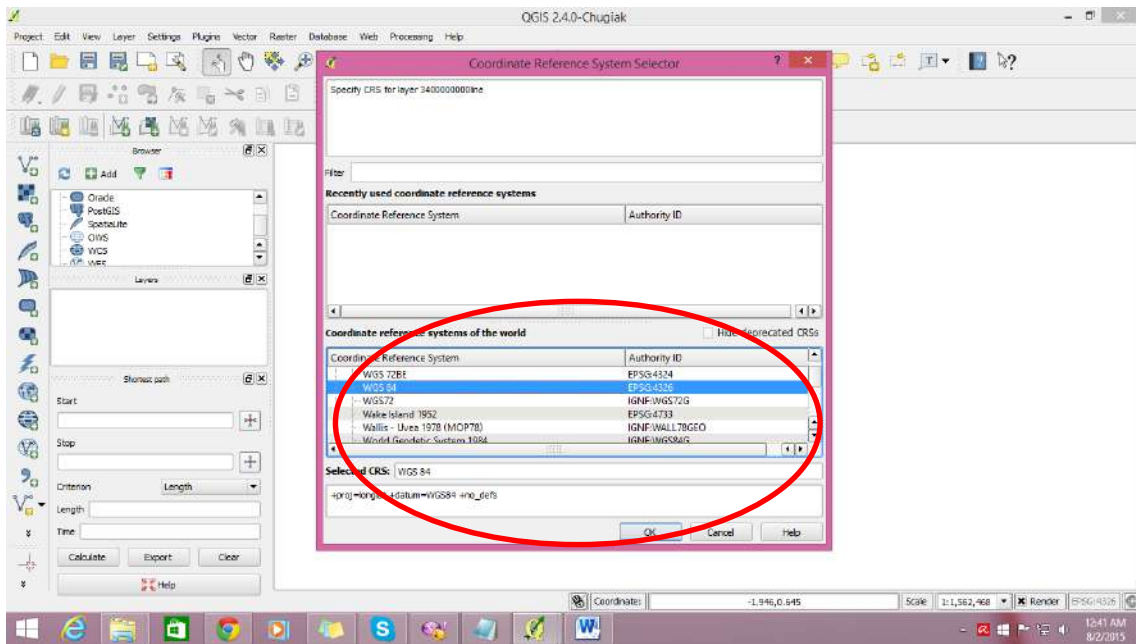 QGIS 2.4.0-Chugiak
Project Edit View Layer Settings Plugins Vector Raster Database Web Processing Help
Coordinate Reference System Selector
Specify CRS for layer 3400000000line
Filter
Recently used coordinate reference systems
Coordinate Reference System Authority ID
Coordinate reference systems of the world Hide deprecated CRSs
Coordinate Reference System Authority ID
WGS 72BE EPSG:4324
WGS 84 EPSG:4326
WGS72 IGNF:WGS72G
Wake Island 1952 EPSG:4733
Wallis - Uvea 1978 (MOP78) IGNF:WALL78GEO
World Geodetic System 1984 IGNF:WGS84G
Selected CRS: WGS 84
+proj=longlat +datum=WGS84 +no_defs
OK Cancel Help
Browser
Add
Oracle
PostGIS
SpatiaLite
OWS
WCS
WFS
Layers
Shortest path
Start
Stop
Criterion Length
Length
Time
Calculate Export Clear
Help
Coordinate: -1.946,0.645 Scale 1:1,562,468 Render EPSG:4326
12:41 AM
8/2/2015